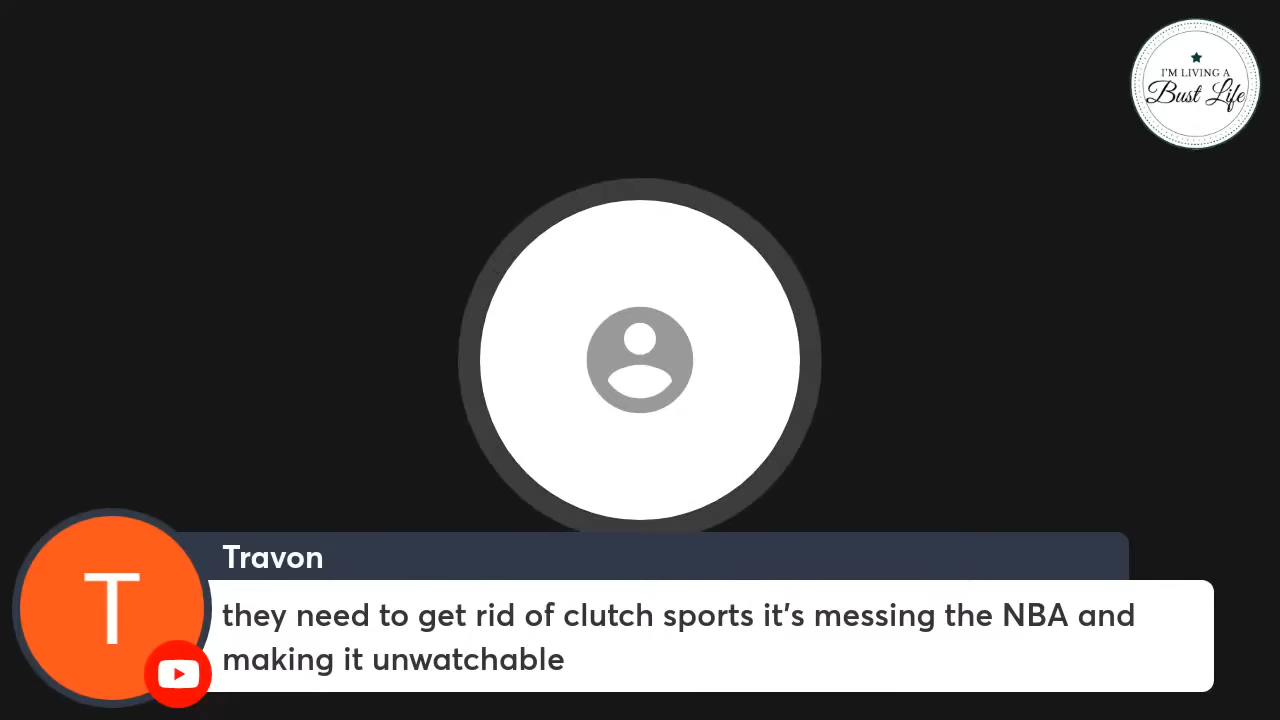 I'M LIVING A
Bust Life
T
Travon
they need to get rid of clutch sports it's messing the NBA and
making it unwatchable